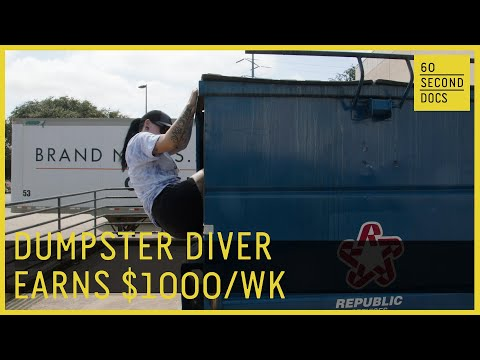 60
SECOND
DOCS
BRAND N
53
DUMPSTER DIVER
EARNS $1000/WK
REPUBLIC